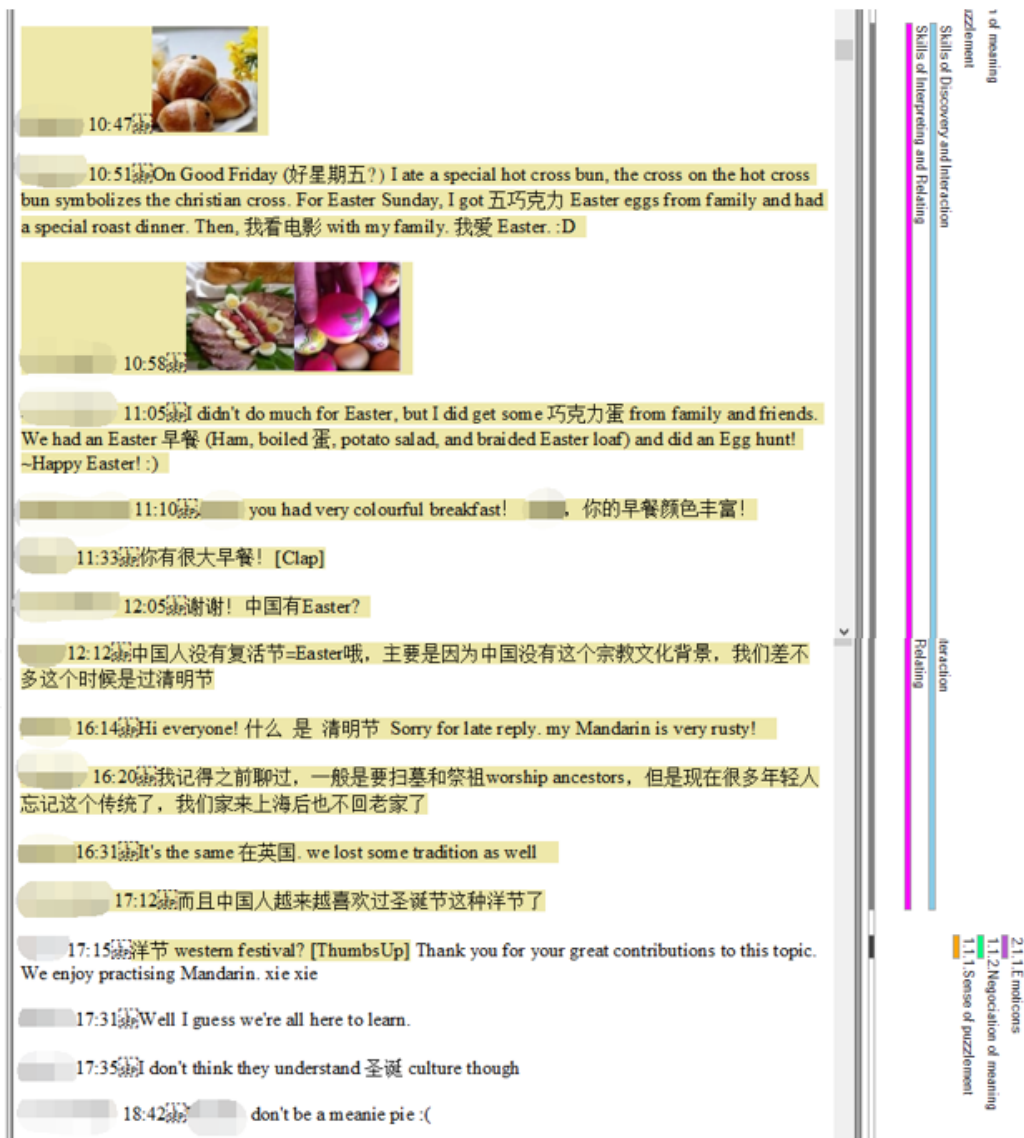 10:47
10:51 On Good Friday (好星期五?) I ate a special hot cross bun, the cross on the hot cross
bun symbolizes the christian cross. For Easter Sunday, I got 五巧克力 Easter eggs from family and had
a special roast dinner. Then, 我看电影 with my family. 我爱 Easter. :D
10:58
11:05 I didn't do much for Easter, but I did get some 巧克力蛋 from family and friends.
We had an Easter 早餐 (Ham, boiled 蛋, potato salad, and braided Easter loaf) and did an Egg hunt!
~Happy Easter! :)
11:10 you had very colourful breakfast! ，你的早餐颜色丰富！
11:33 你有很大早餐！[Clap]
12:05 谢谢！中国有Easter?
12:12 中国人没有复活节=Easter哦，主要是因为中国没有这个宗教文化背景，我们差不
多这个时候是过清明节
16:14 Hi everyone! 什么 是 清明节 Sorry for late reply. my Mandarin is very rusty!
16:20 我记得之前聊过，一般是要扫墓和祭祖worship ancestors，但是现在很多年轻人
忘记这个传统了，我们家来上海后也不回老家了
16:31 It's the same 在英国. we lost some tradition as well
17:12 而且中国人越来越喜欢过圣诞节这种洋节了
17:15 洋节 western festival? [ThumbsUp] Thank you for your great contributions to this topic.
We enjoy practising Mandarin. xie xie
17:31 Well I guess we're all here to learn.
17:35 I don't think they understand 圣诞 culture though
18:42 don't be a meanie pie :(
n of meaning
izzlement
Skills of Discovery and Interaction
Skills of Interpreting and Relating
teraction
Relating
2.1.1.Emoticons
1.1.2.Negociation of meaning
1.1.1.Sense of puzzlement